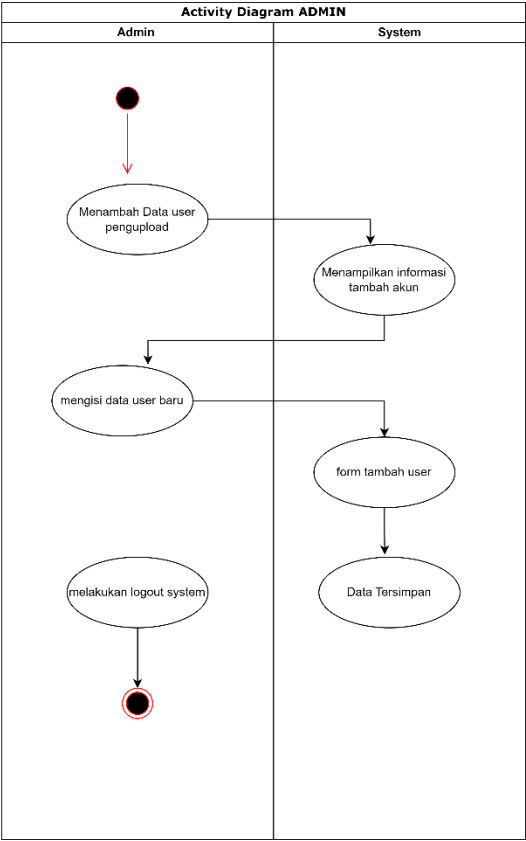 Activity Diagram ADMIN
Admin
System
Menambah Data user
pengupload
Menampilkan informasi
tambah akun
mengisi data user baru
form tambah user
melakukan logout system
Data Tersimpan